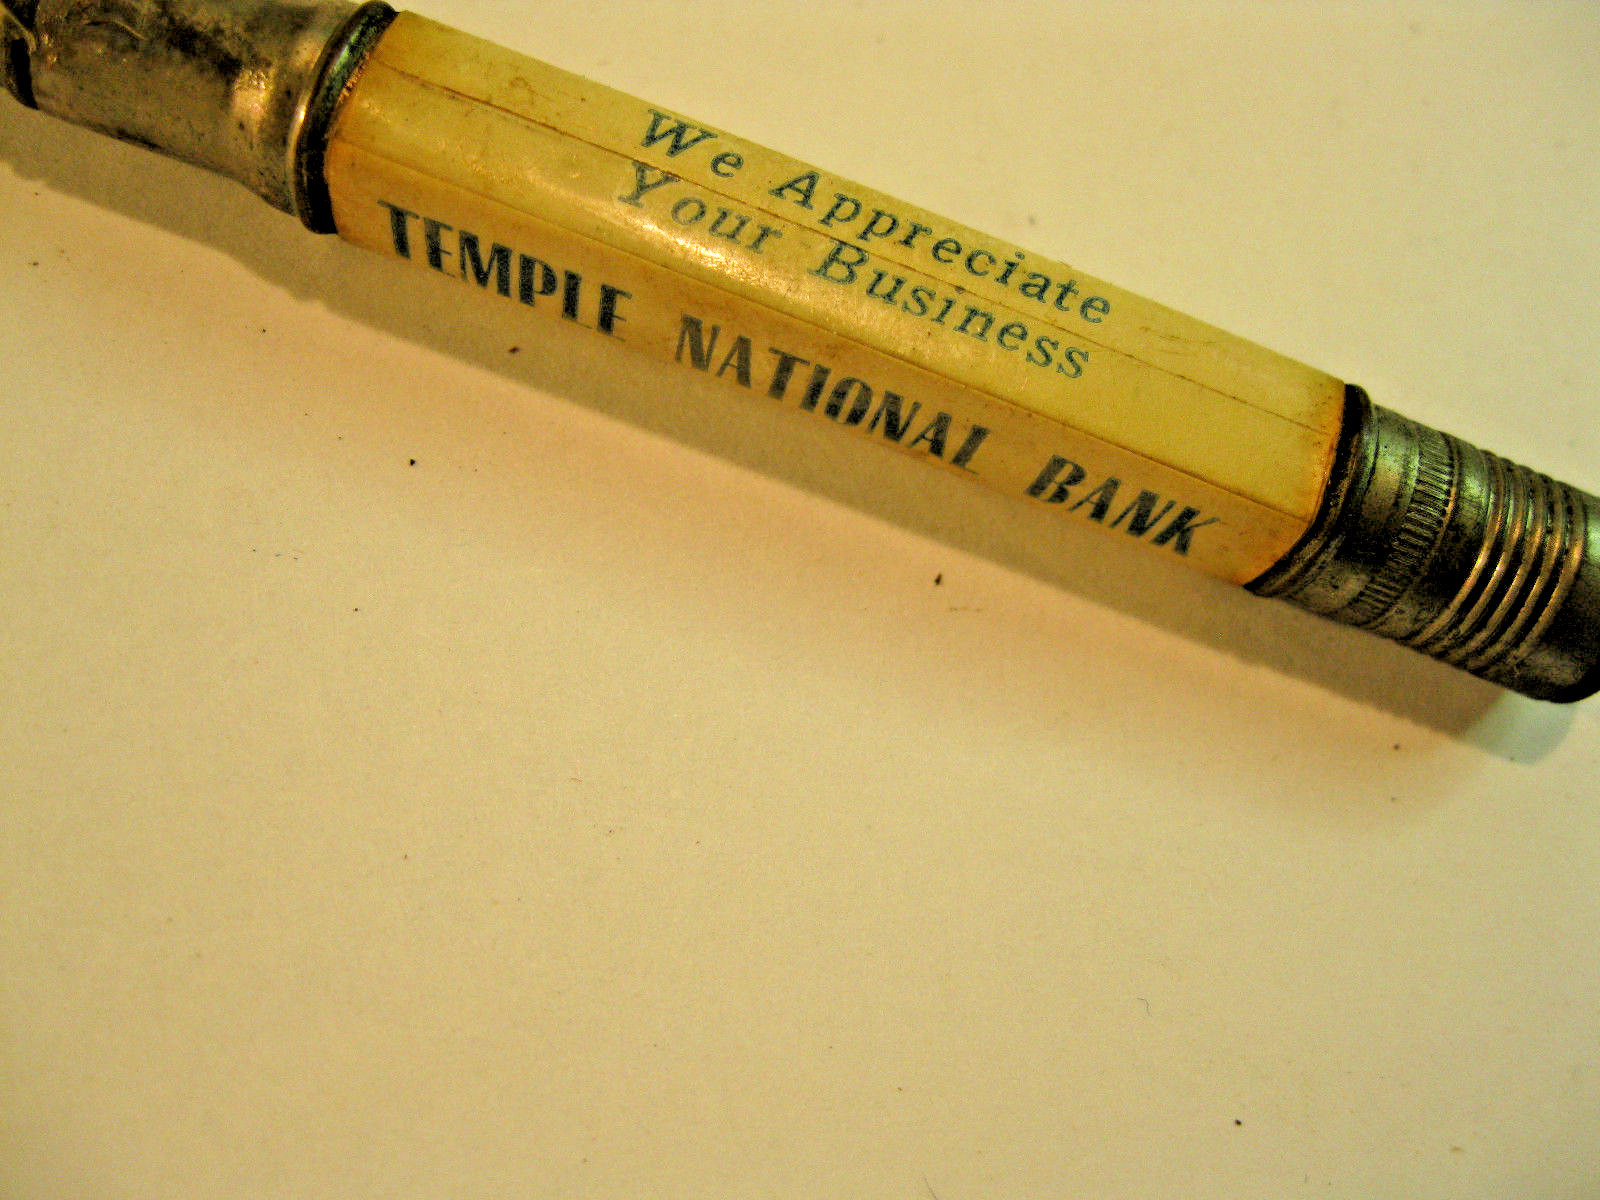 We Appreciate
Your Business
TEMPLE NATIONAL BANK